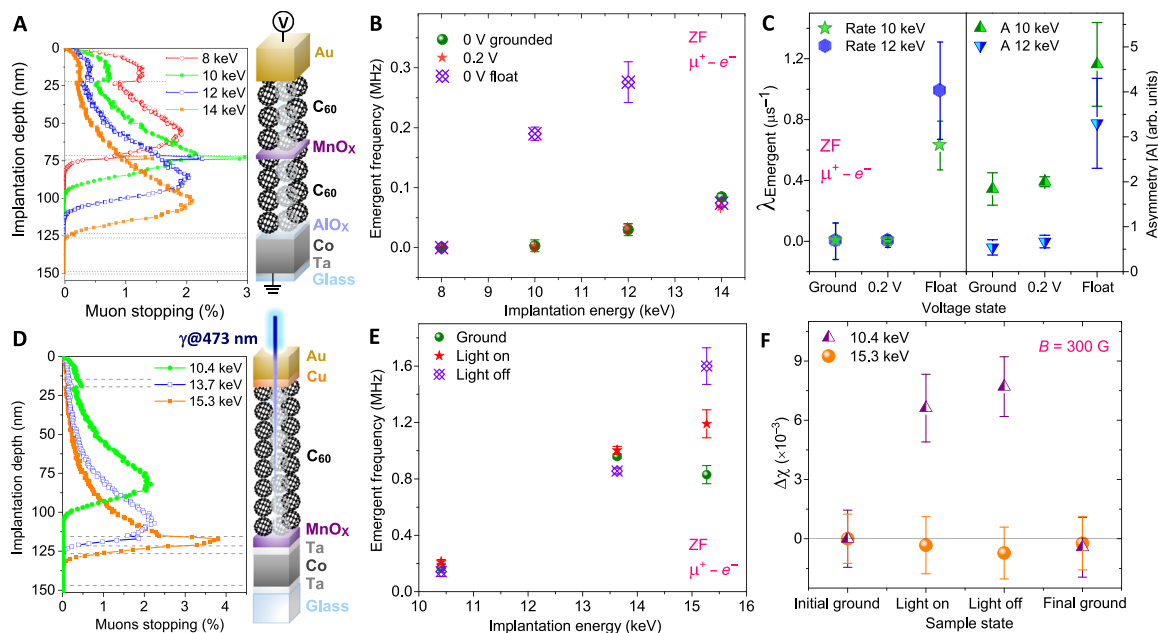 A
Implantation depth (nm)
0
25
50
75
100
125
150
8 keV
10 keV
12 keV
14 keV
0
1
2
3
Muon stopping (%)
V
Au
C60
MnOx
C60
AlOx
Co
Ta
Glass
B
Emergent frequency (MHz)
0.3
0.2
0.1
0.0
0 V grounded
0.2 V
0 V float
ZF
μ+ – e−
8
9
10
11
12
13
14
Implantation energy (keV)
C
λEmergent (μs−1)
1.2
0.8
0.4
0.0
Rate 10 keV
Rate 12 keV
A 10 keV
A 12 keV
ZF
μ+ – e−
Ground
0.2 V
Float
Ground
0.2 V
Float
Voltage state
5
4
3
2
1
0
Asymmetry |A| (arb. units)
D
Implantation depth (nm)
0
25
50
75
100
125
150
10.4 keV
13.7 keV
15.3 keV
0
1
2
3
4
Muons stopping (%)
γ@473 nm
Au
Cu
C60
MnOx
Ta
Co
Ta
Glass
E
Emergent frequency (MHz)
1.6
1.2
0.8
0.4
0.0
Ground
Light on
Light off
ZF
μ+ – e−
10
11
12
13
14
15
16
Implantation energy (keV)
F
Δχ (×10−3)
9
6
3
0
10.4 keV
15.3 keV
B = 300 G
Initial ground
Light on
Light off
Final ground
Sample state